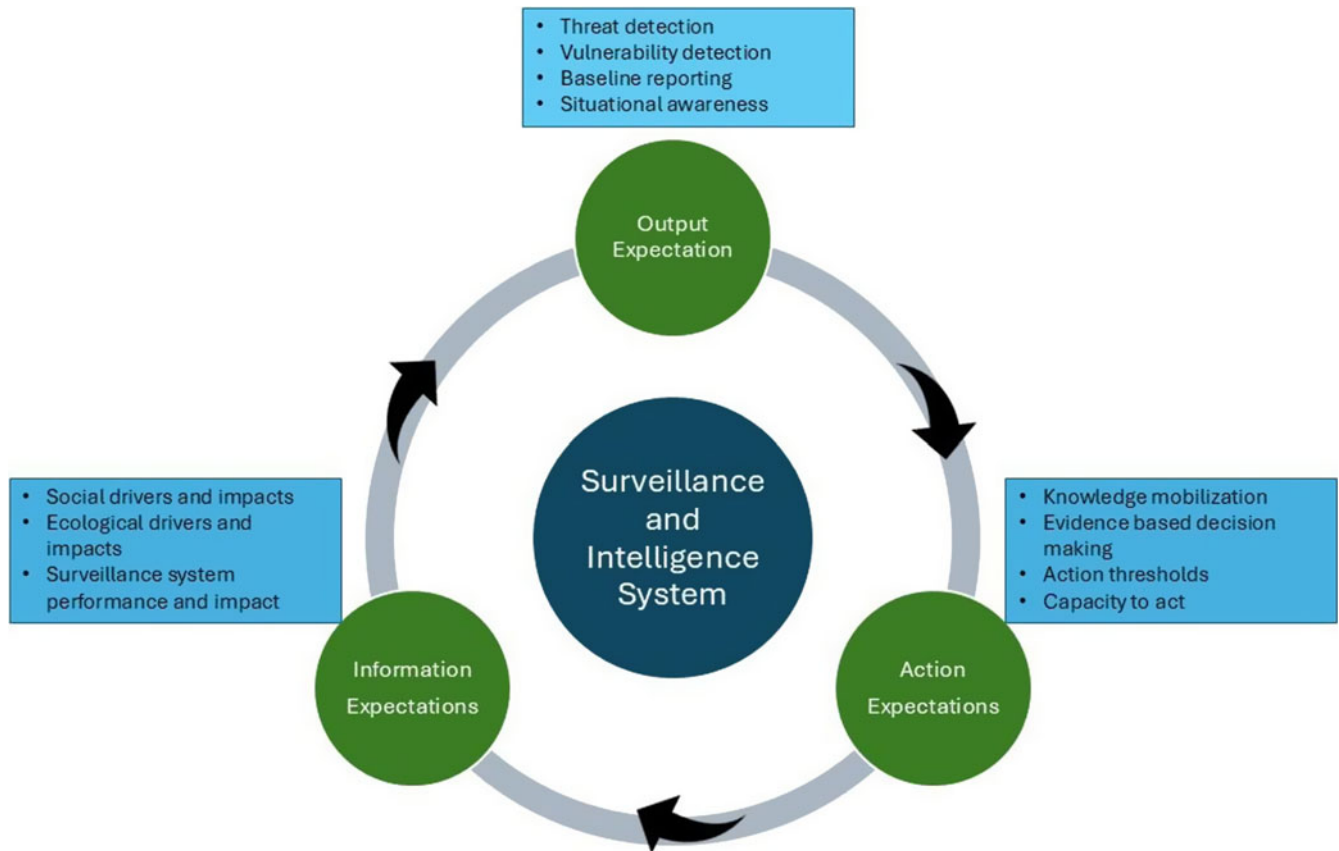 • Threat detection
• Vulnerability detection
• Baseline reporting
• Situational awareness
Output
Expectation
Surveillance
and
Intelligence
System
• Social drivers and impacts
• Ecological drivers and
impacts
• Surveillance system
performance and impact
• Knowledge mobilization
• Evidence based decision
making
• Action thresholds
• Capacity to act
Information
Expectations
Action
Expectations